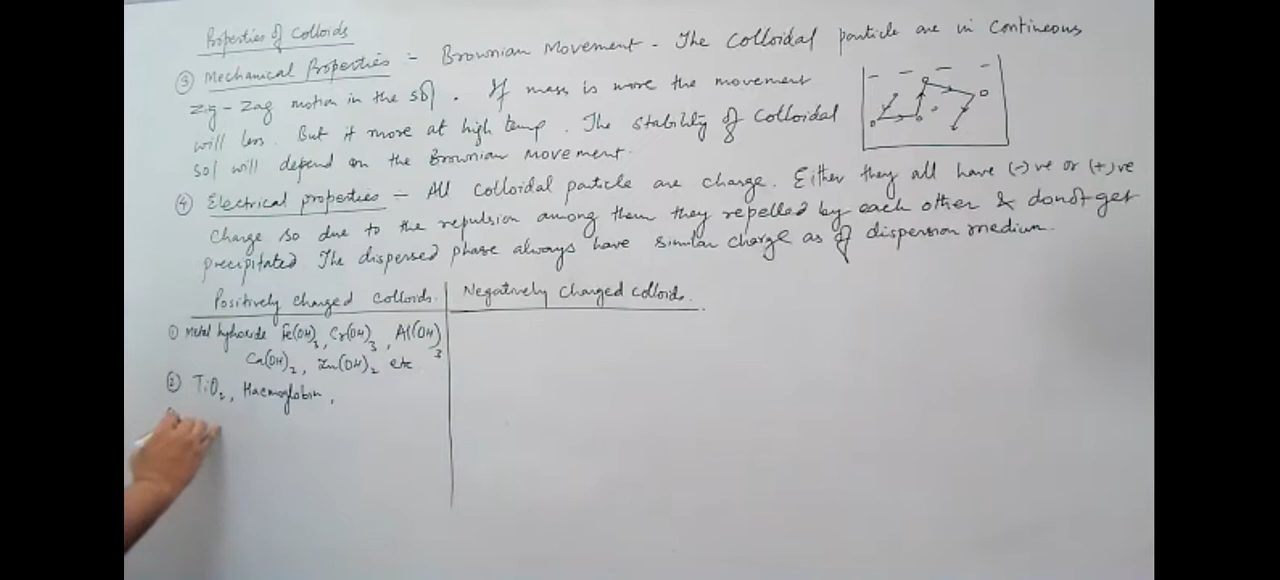 Properties of Colloids
③ Mechanical Properties - Brownian Movement - The Colloidal particle are in Contineous
Zig-Zag motion in the sol. If mass is more the movement
will less. But it more at high temp. The stability of Colloidal
sol will depend on the Brownian Movement.
④ Electrical properties - All Colloidal particle are charge. Either they all have (-)ve or (+)ve
Charge so due to the repulsion among them they repelled by each other & donot get
precipitated The dispersed phase always have similar charge as of dispersion medium.
Positively charged Colloids. Negatively Charged colloids.
① Metal hydroxide Fe(OH)3, Cr(OH)3, Al(OH)3
Ca(OH)2, Zn(OH)2 etc.
② TiO2, Haemoglobin,